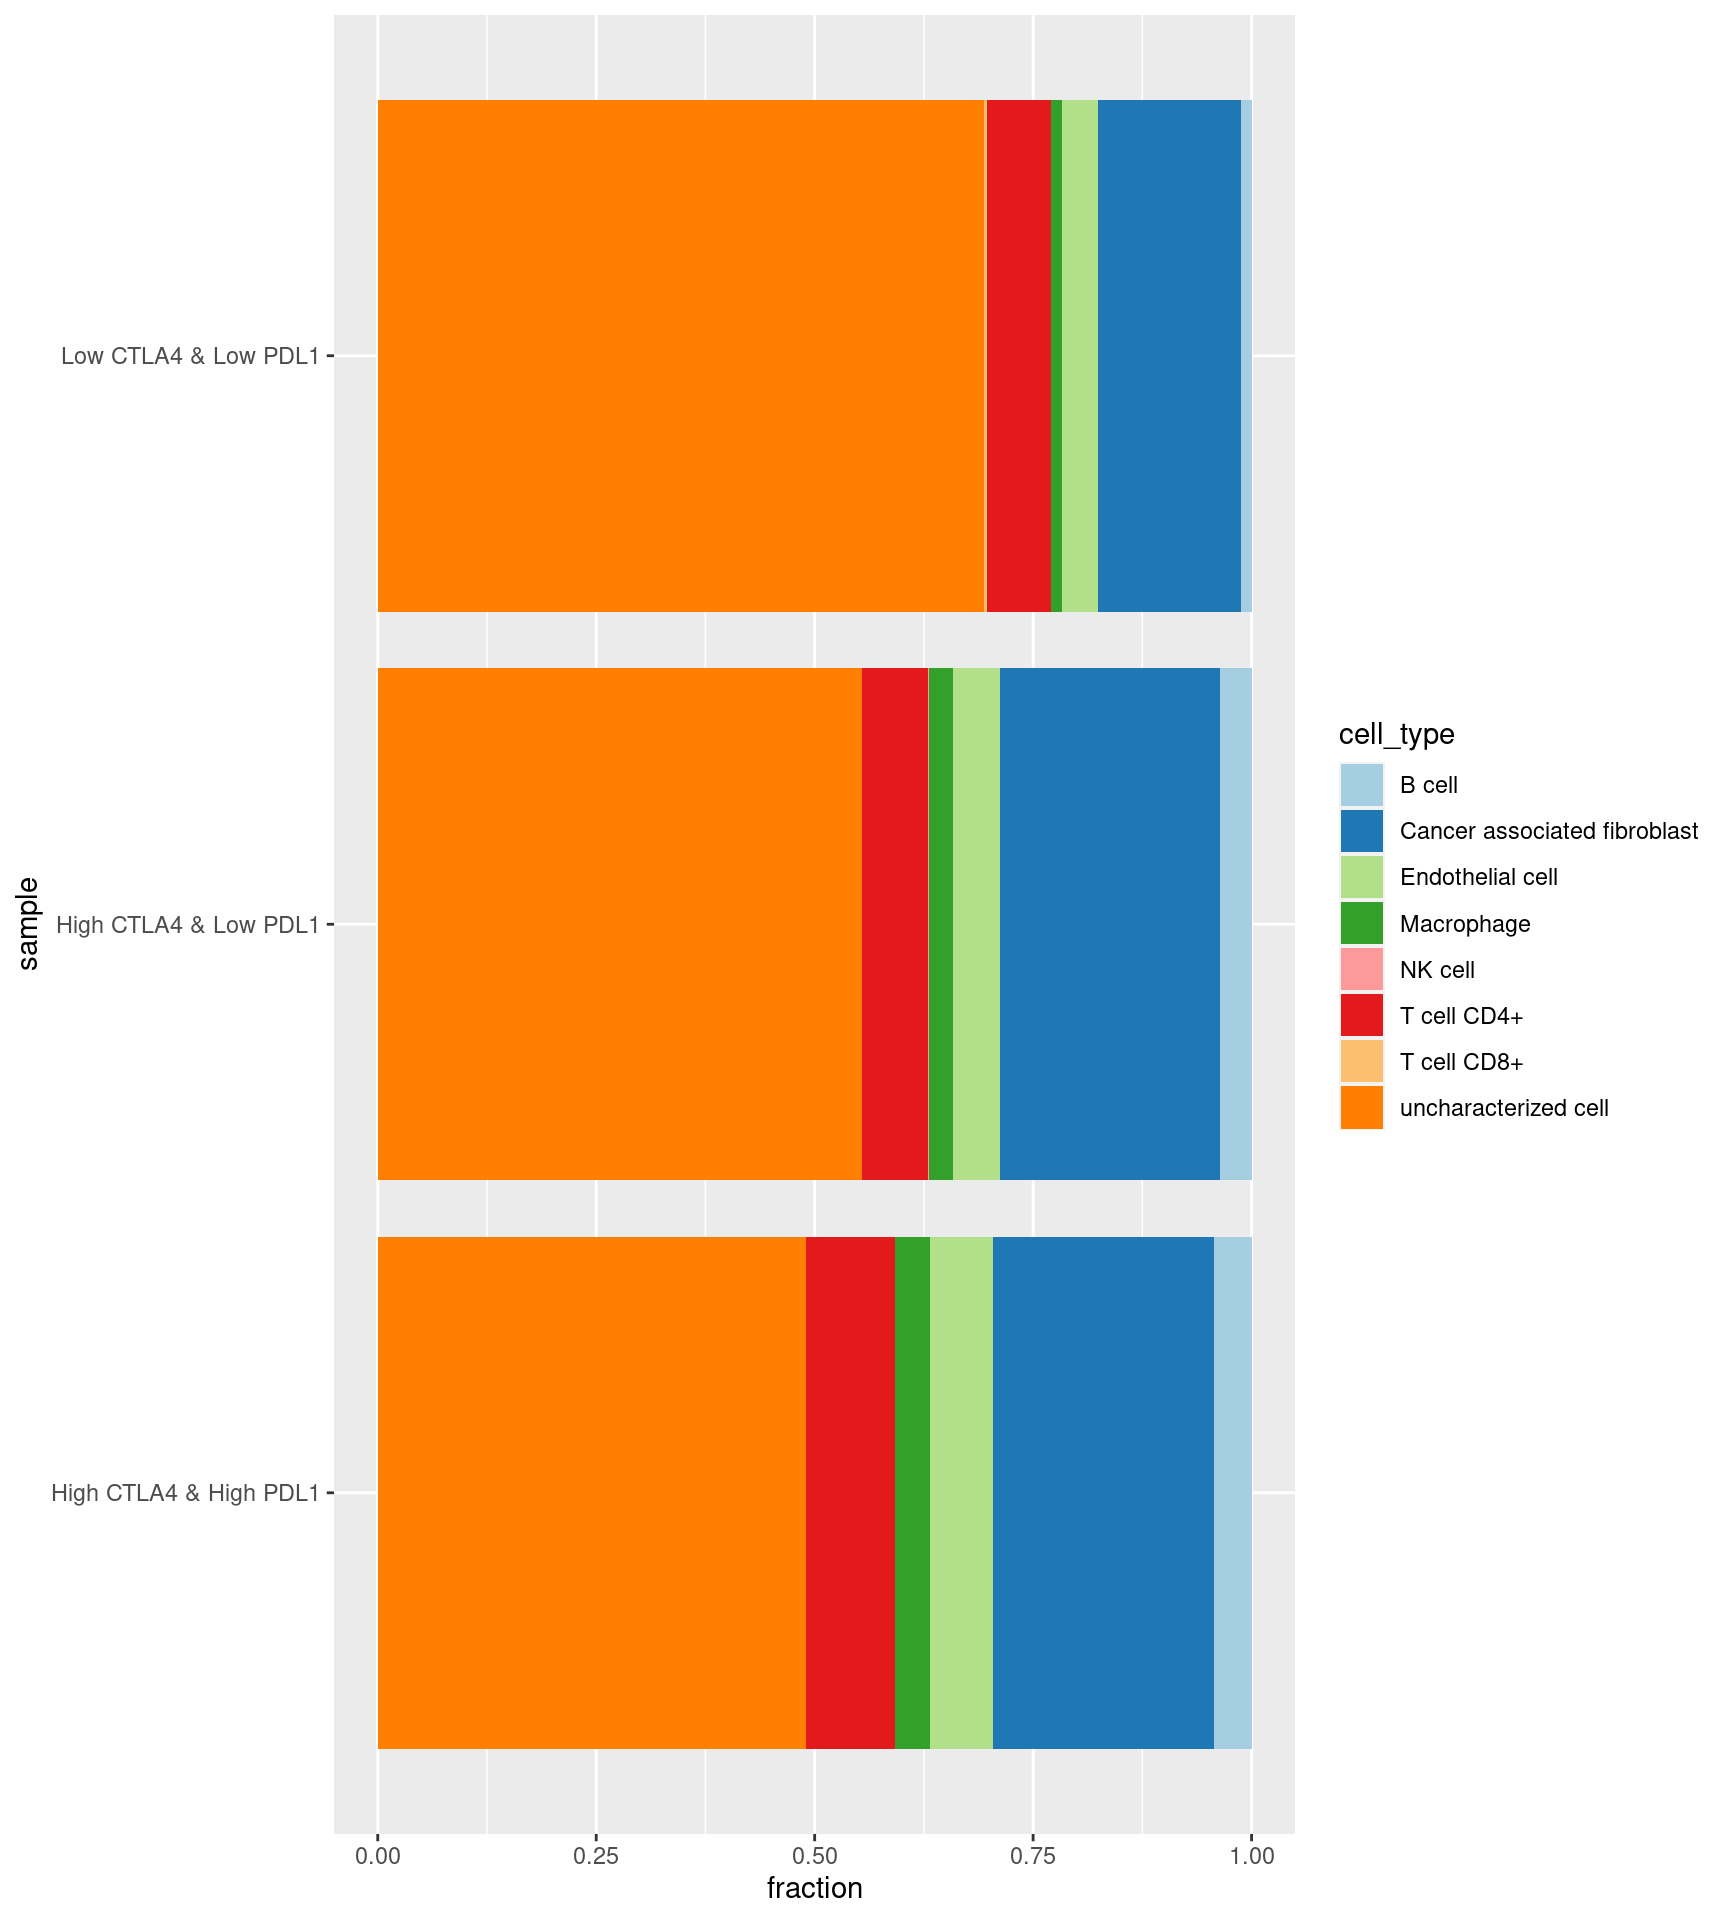 Low CTLA4 & Low PDL1
High CTLA4 & Low PDL1
High CTLA4 & High PDL1
sample
0.00 0.25 0.50 0.75 1.00
fraction
cell_type
B cell
Cancer associated fibroblast
Endothelial cell
Macrophage
NK cell
T cell CD4+
T cell CD8+
uncharacterized cell